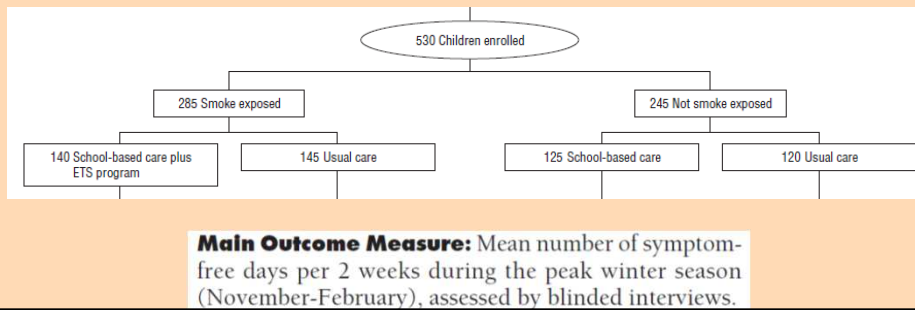 530 Children enrolled
285 Smoke exposed
245 Not smoke exposed
140 School-based care plus
ETS program
145 Usual care
125 School-based care
120 Usual care
Main Outcome Measure: Mean number of symptom-
free days per 2 weeks during the peak winter season
(November-February), assessed by blinded interviews.